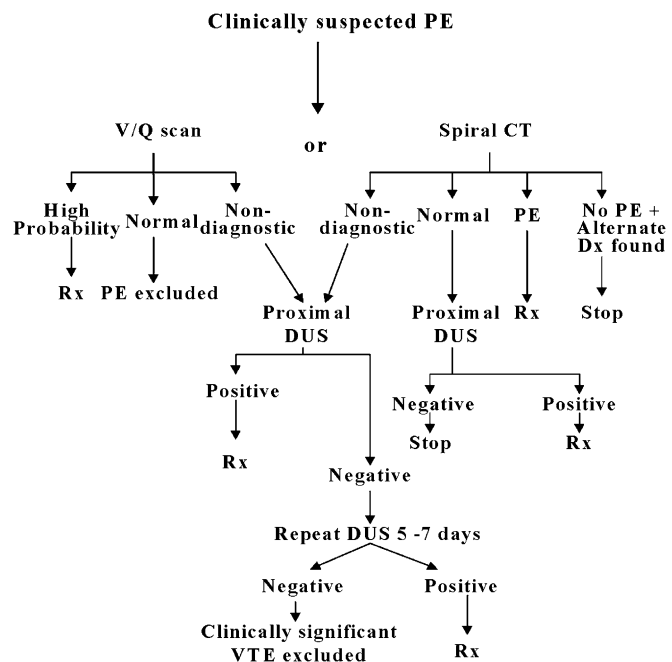 Clinically suspected PE
V/Q scan
or
Spiral CT
High
Probability
Normal
Non-
diagnostic
Non-
diagnostic
Normal
PE
No PE +
Alternate
Dx found
Rx
PE excluded
Proximal
DUS
Proximal
DUS
Rx
Stop
Positive
Negative
Positive
Rx
Stop
Rx
Negative
Repeat DUS 5 -7 days
Negative
Positive
Clinically significant
VTE excluded
Rx